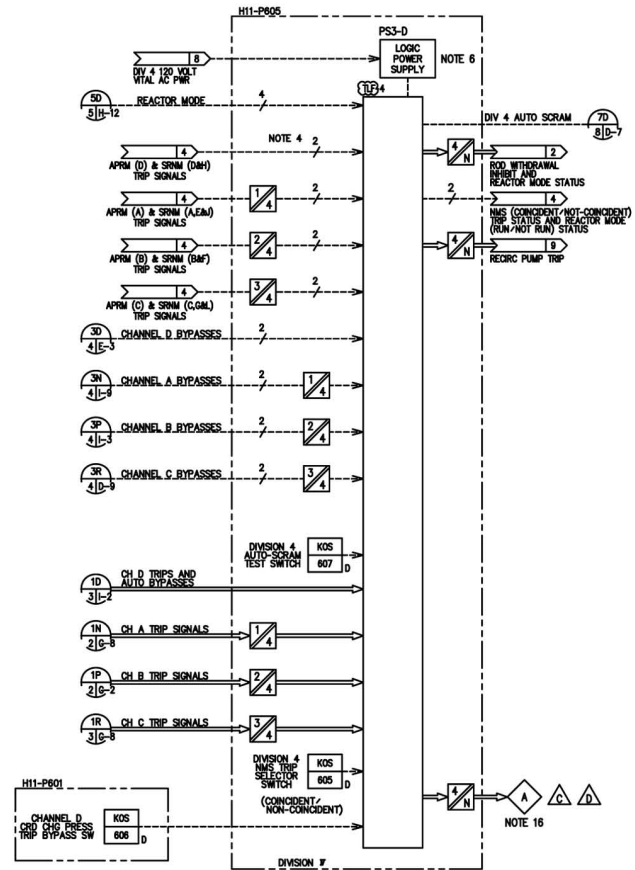 H11-P605
PS3-D
LOGIC
POWER
SUPPLY
NOTE 6
8
DIV 4 120 VOLT
VITAL AC PWR
TLF-4
5D
5 H-12
REACTOR MODE
4
DIV 4 AUTO SCRAM
7D
8 D-7
NOTE 4
2
4
APRM (D) & SRNM (D&H)
TRIP SIGNALS
4
N
2
ROD WITHDRAWAL
INHIBIT AND
REACTOR MODE STATUS
4
APRM (A) & SRNM (A,E&J)
TRIP SIGNALS
1
4
2
2
4
NMS (COINCIDENT/NOT-COINCIDENT)
TRIP STATUS AND REACTOR MODE
(RUN/NOT RUN) STATUS
4
APRM (B) & SRNM (B&F)
TRIP SIGNALS
2
4
2
4
N
9
RECIRC PUMP TRIP
4
APRM (C) & SRNM (C,G&L)
TRIP SIGNALS
3
4
2
3D
4 E-3
CHANNEL D BYPASSES
2
3N
4 I-9
CHANNEL A BYPASSES
2
1
4
3P
4 I-3
CHANNEL B BYPASSES
2
2
4
3R
4 D-9
CHANNEL C BYPASSES
2
3
4
DIVISION 4
AUTO-SCRAM
TEST SWITCH
KOS
607
D
1D
3 I-2
CH D TRIPS AND
AUTO BYPASSES
1N
2 G-8
CH A TRIP SIGNALS
1
4
1P
2 G-2
CH B TRIP SIGNALS
2
4
1R
3 G-8
CH C TRIP SIGNALS
3
4
DIVISION 4
NMS TRIP
SELECTOR
SWITCH
(COINCIDENT/
NON-COINCIDENT)
KOS
605
D
4
N
A
C
D
NOTE 16
H11-P601
CHANNEL D
CRD CHG PRESS
TRIP BYPASS SW
KOS
606
D
DIVISION